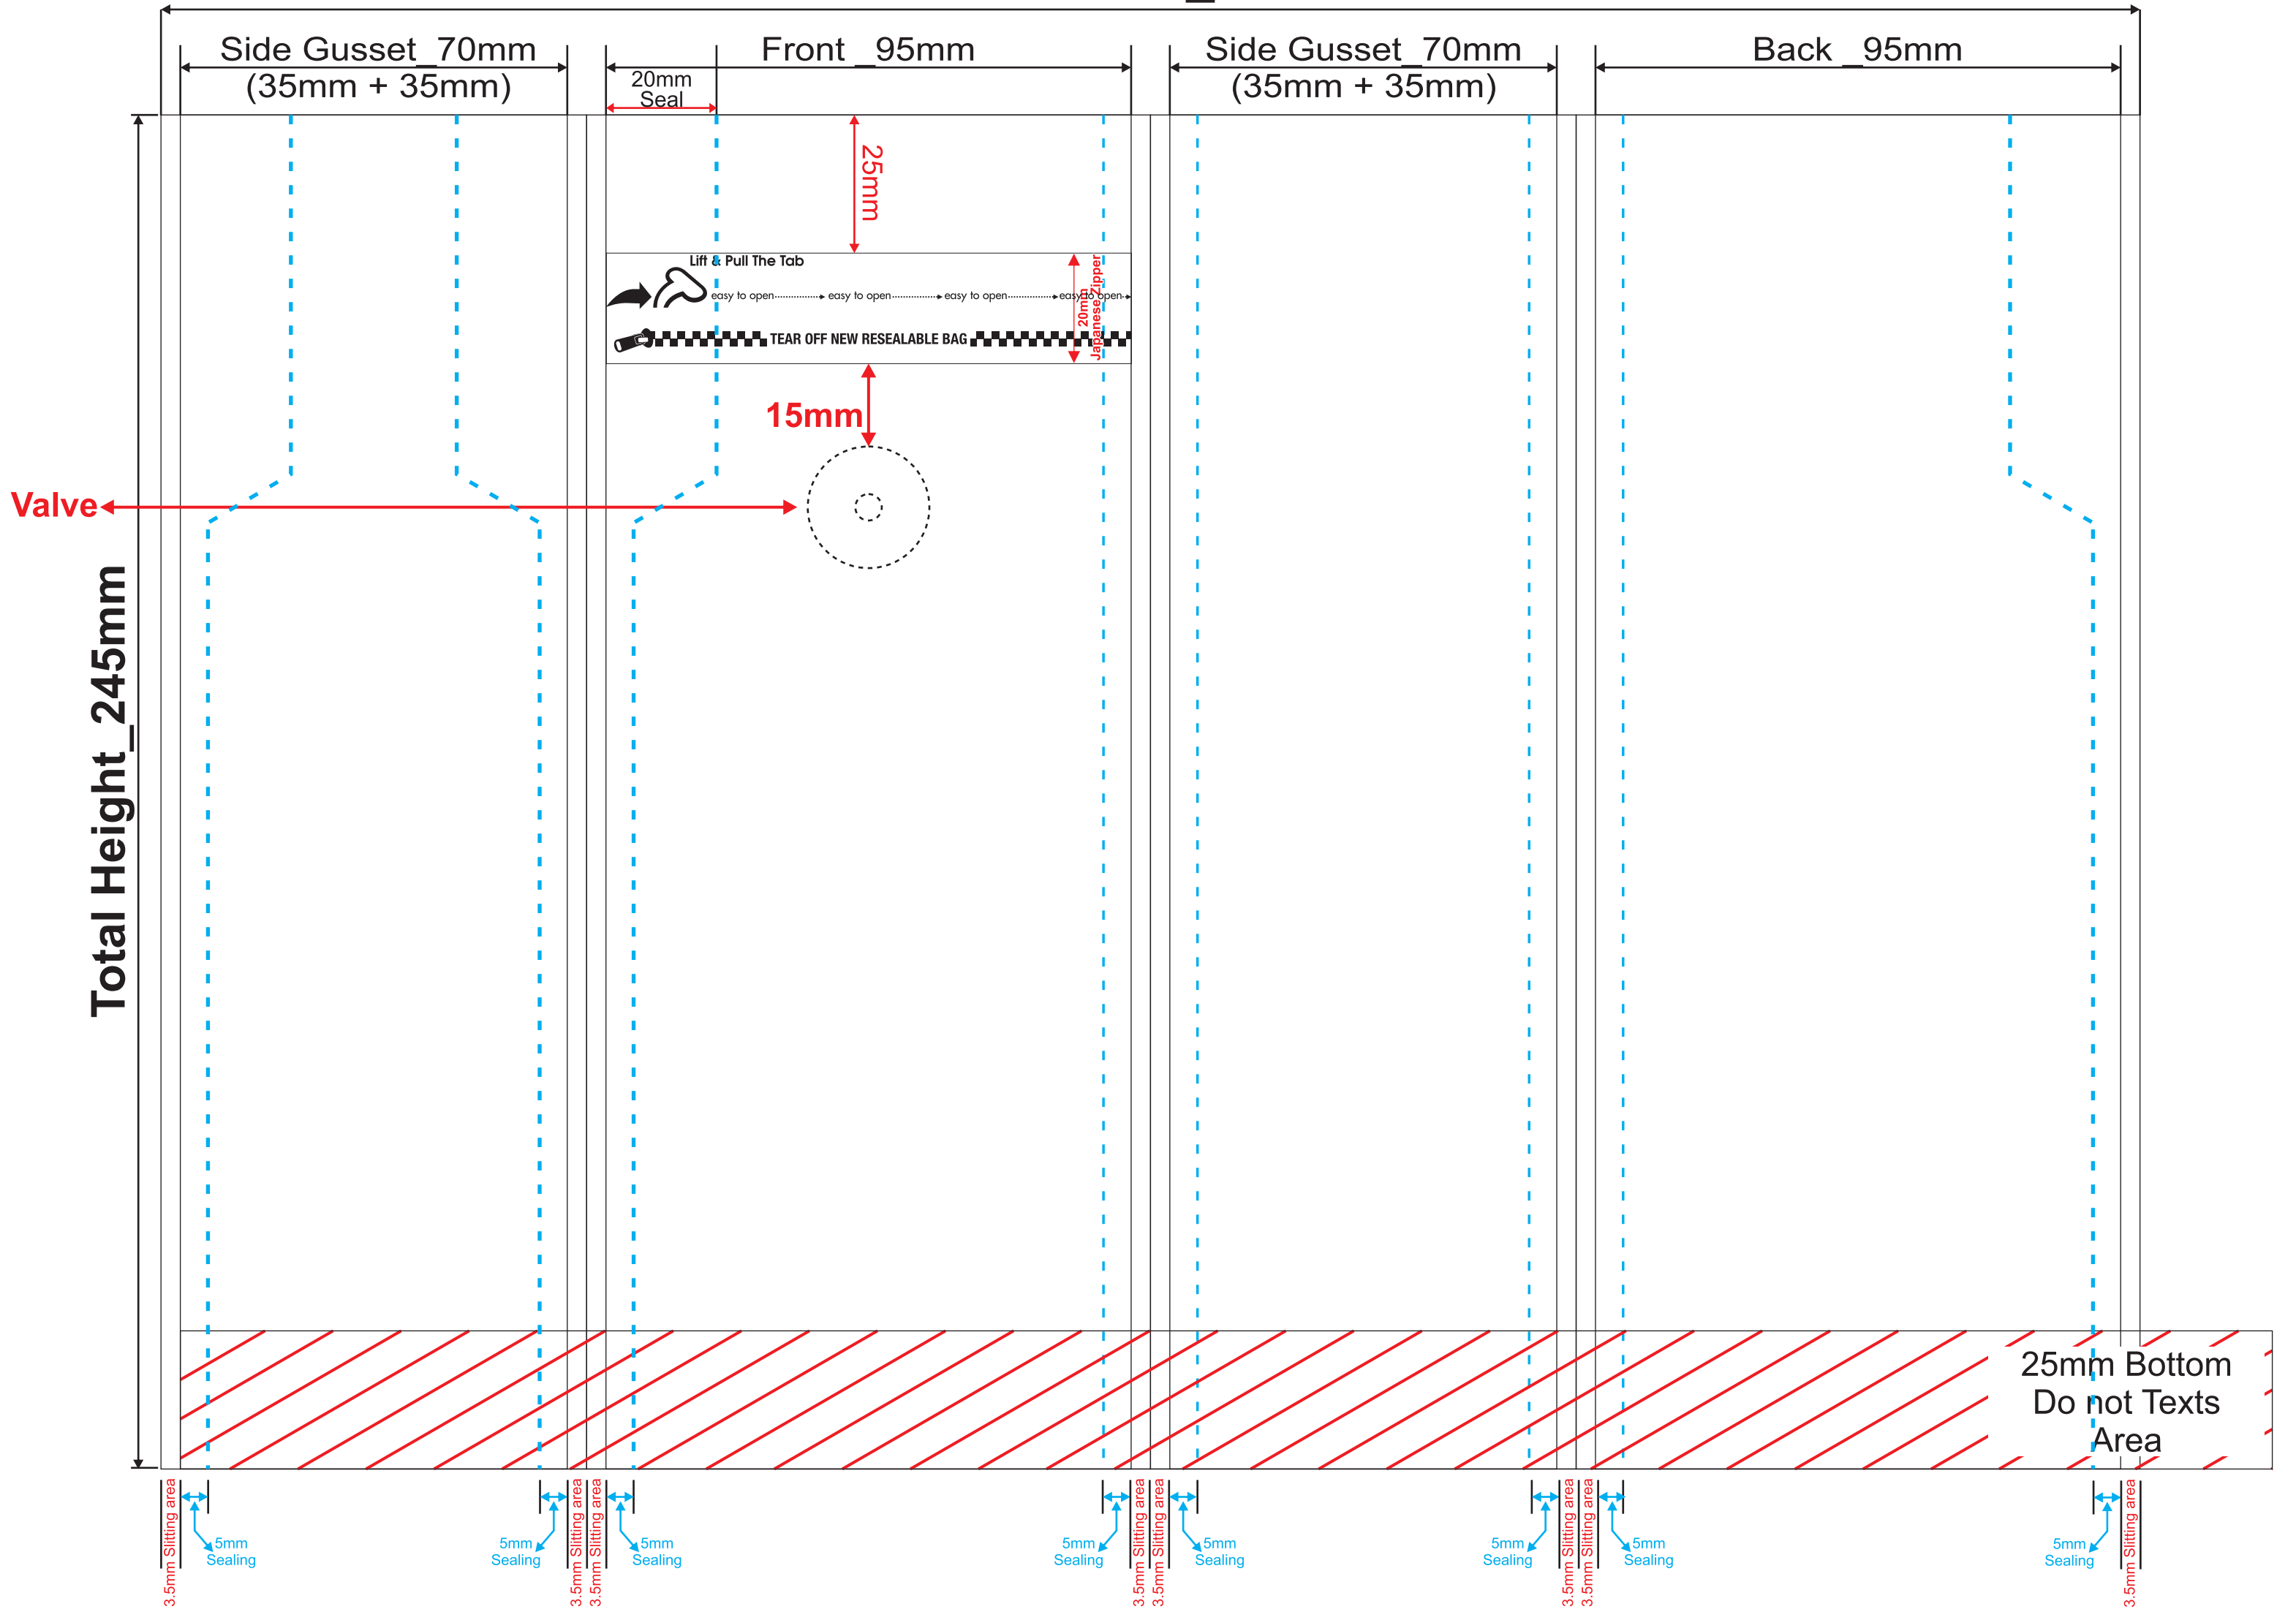 Side Gusset_70mm
(35mm + 35mm)
Front _95mm
20mm
Seal
Side Gusset_70mm
(35mm + 35mm)
Back _95mm
25mm
Lift & Pull The Tab
easy to open easy to open easy to open easy to open
TEAR OFF NEW RESEALABLE BAG
20mm
Japanese Zipper
15mm
Valve
Total Height_245mm
25mm Bottom
Do not Texts
Area
3.5mm Slitting area
5mm
Sealing
5mm
Sealing
3.5mm Slitting area
3.5mm Slitting area
5mm
Sealing
5mm
Sealing
3.5mm Slitting area
3.5mm Slitting area
5mm
Sealing
5mm
Sealing
3.5mm Slitting area
3.5mm Slitting area
5mm
Sealing
5mm
Sealing
3.5mm Slitting area